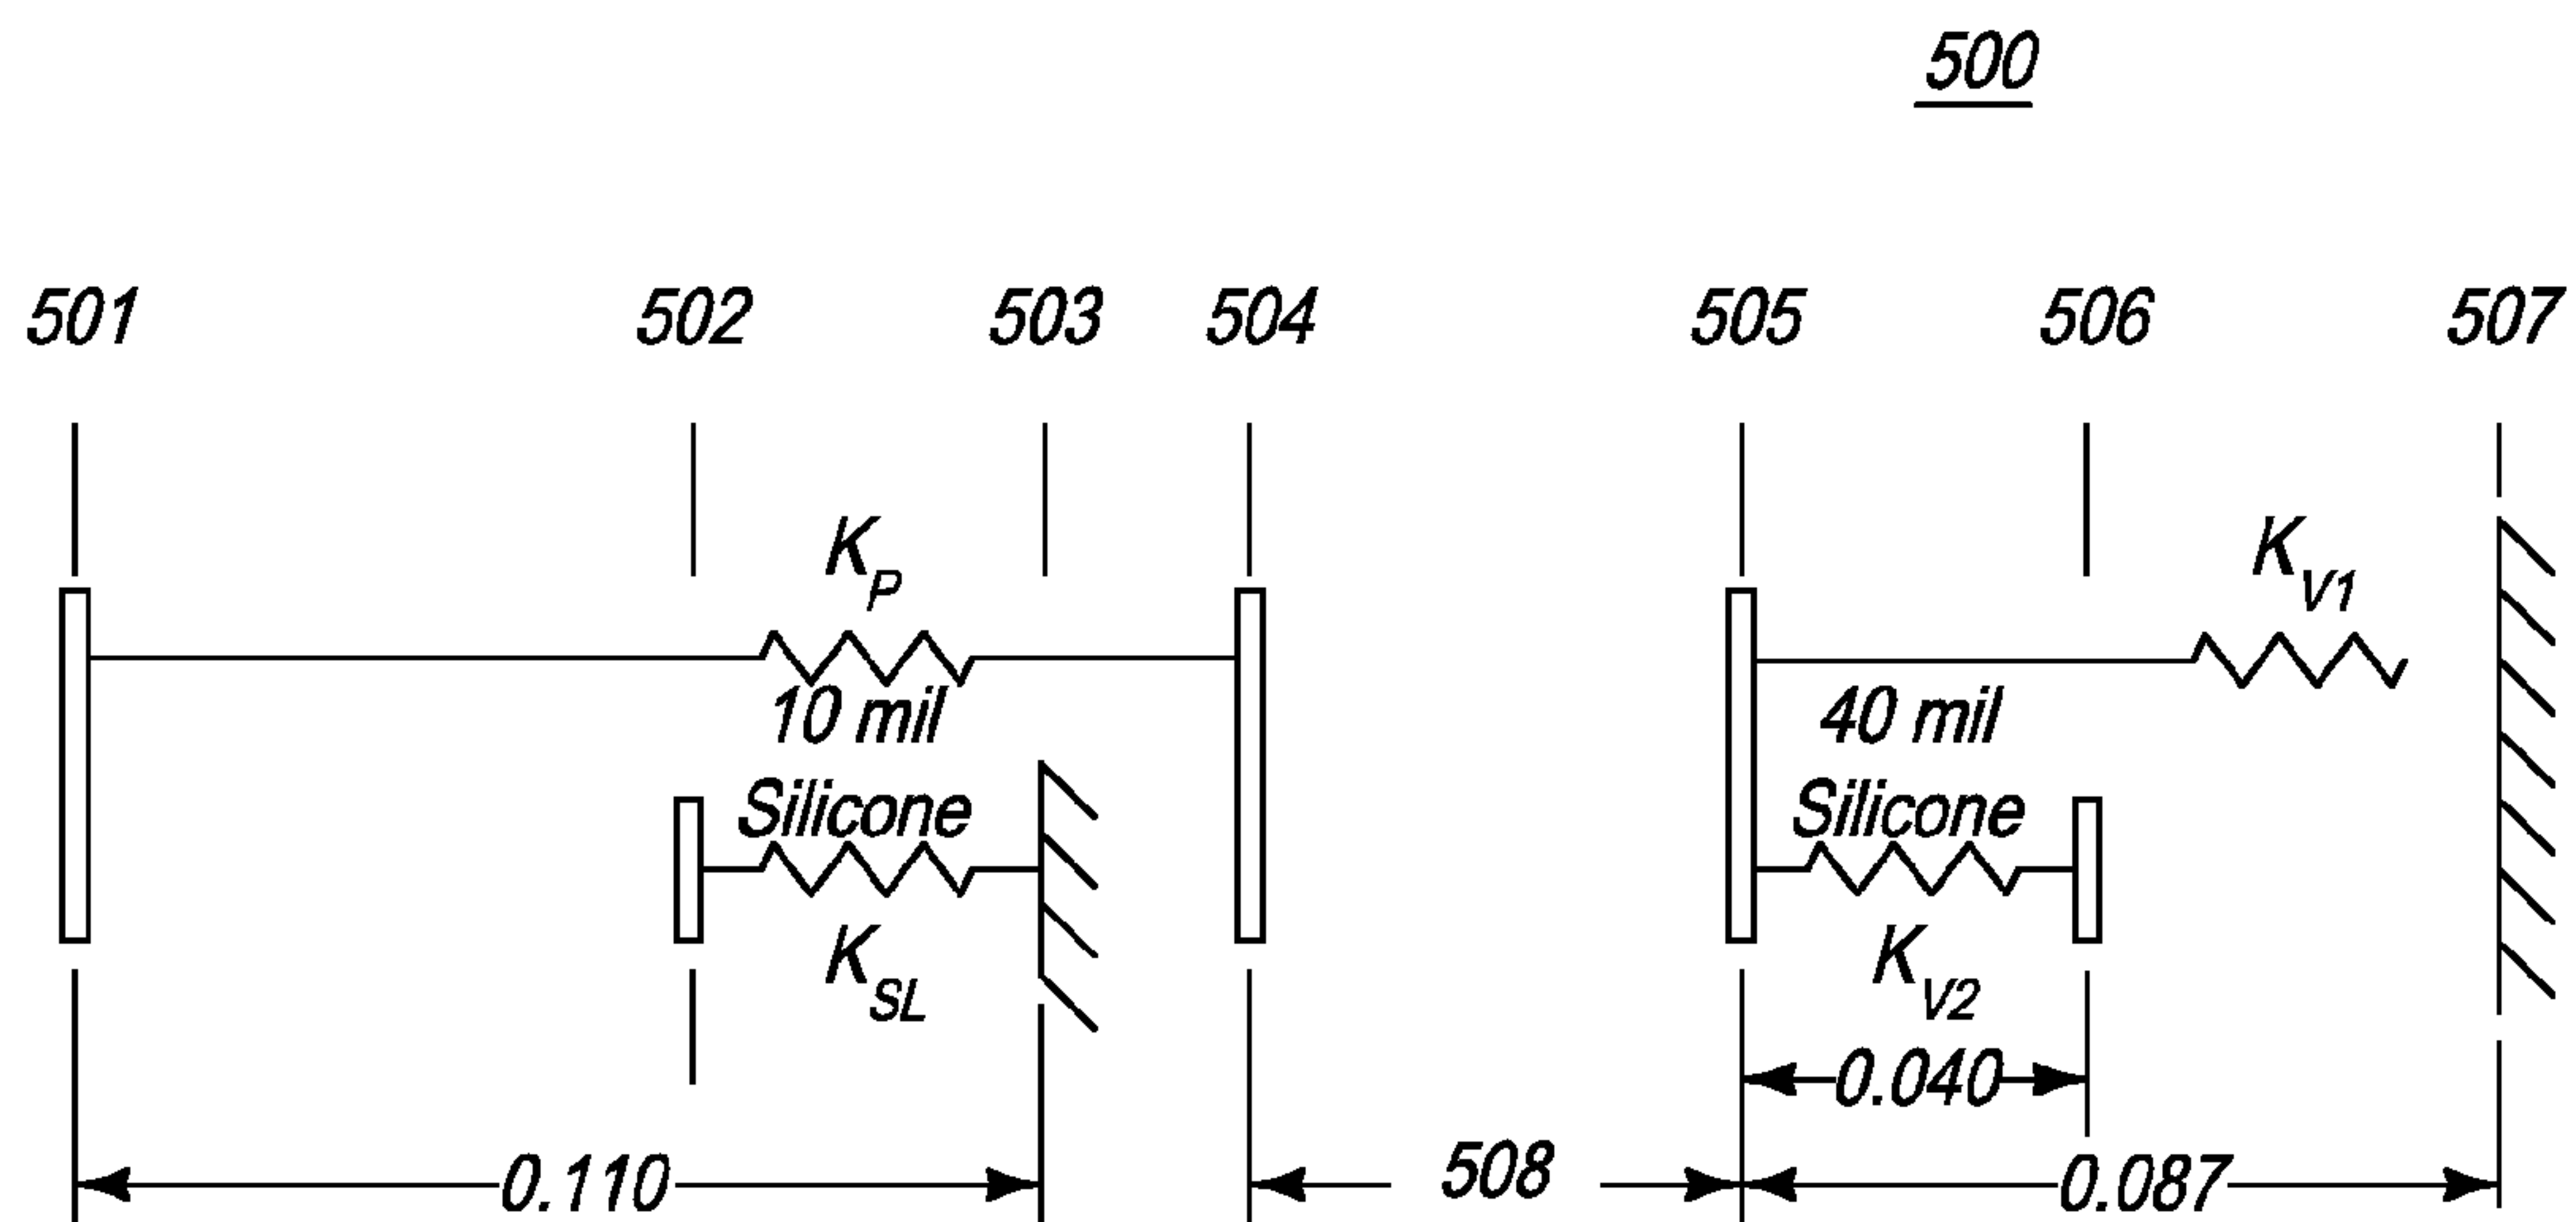 500
501 502 503 504 505 506 507
K_P K_V1
10 mil 40 mil
Silicone Silicone
K_SL K_V2
0.040
0.110 508 0.087